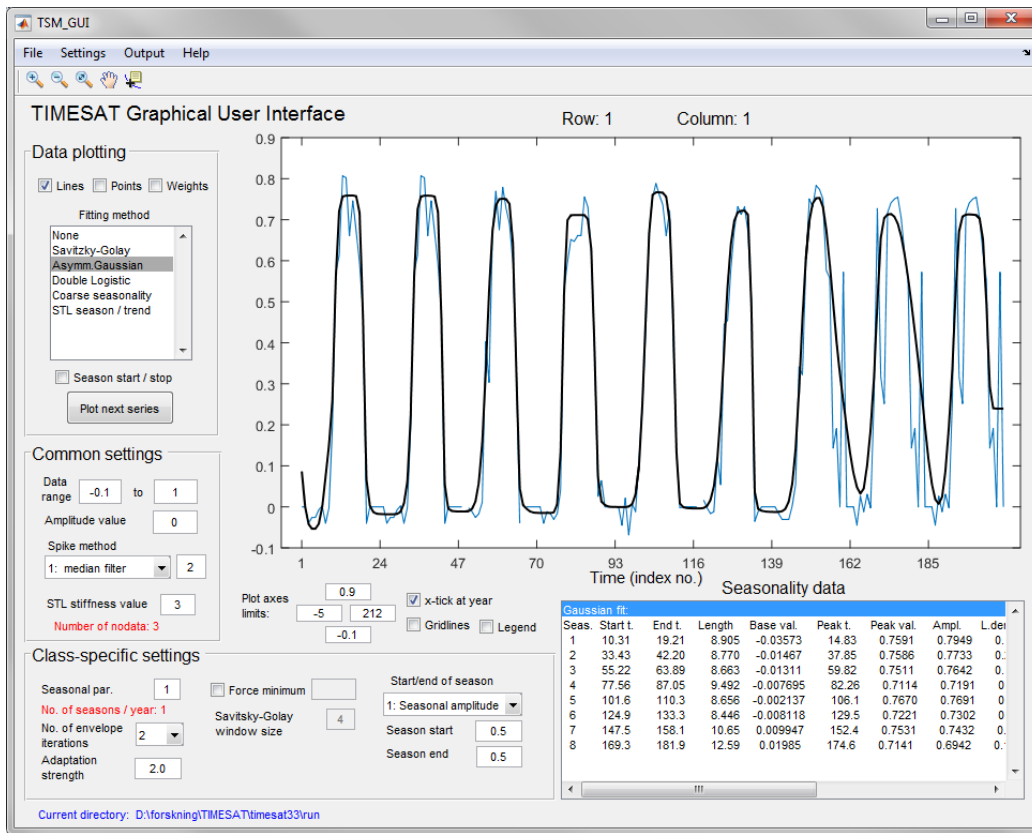 TSM_GUI
File Settings Output Help
TIMESAT Graphical User Interface
Row: 1 Column: 1
Data plotting
Lines Points Weights
Fitting method
None
Savitzky-Golay
Asymm.Gaussian
Double Logistic
Coarse seasonality
STL season / trend
Season start / stop
Plot next series
0.9
0.8
0.7
0.6
0.5
0.4
0.3
0.2
0.1
0
-0.1
1 24 47 70 93 116 139 162 185
Time (index no.)
Common settings
Data range -0.1 to 1
Amplitude value 0
Spike method
1: median filter 2
STL stiffness value 3
Number of nodata: 3
Plot axes limits:
0.9
-5 212
-0.1
x-tick at year
Gridlines Legend
Seasonality data
Gaussian fit:
Seas. Start t. End t. Length Base val. Peak t. Peak val. Ampl. L.der
1 10.31 19.21 8.905 -0.03573 14.83 0.7591 0.7949 0.
2 33.43 42.20 8.770 -0.01467 37.85 0.7586 0.7733 0.
3 55.22 63.89 8.663 -0.01311 59.82 0.7511 0.7642 0.
4 77.56 87.05 9.492 -0.007695 82.26 0.7114 0.7191 0
5 101.6 110.3 8.656 -0.002137 106.1 0.7670 0.7691 0
6 124.9 133.3 8.446 -0.008118 129.5 0.7221 0.7302 0
7 147.5 158.1 10.65 0.009947 152.4 0.7531 0.7432 0.
8 169.3 181.9 12.59 0.01985 174.6 0.7141 0.6942 0.
Class-specific settings
Seasonal par. 1
No. of seasons / year: 1
No. of envelope iterations 2
Adaptation strength 2.0
Force minimum
Savitsky-Golay window size 4
Start/end of season
1: Seasonal amplitude
Season start 0.5
Season end 0.5
Current directory: D:\forskning\TIMESAT\timesat33\run